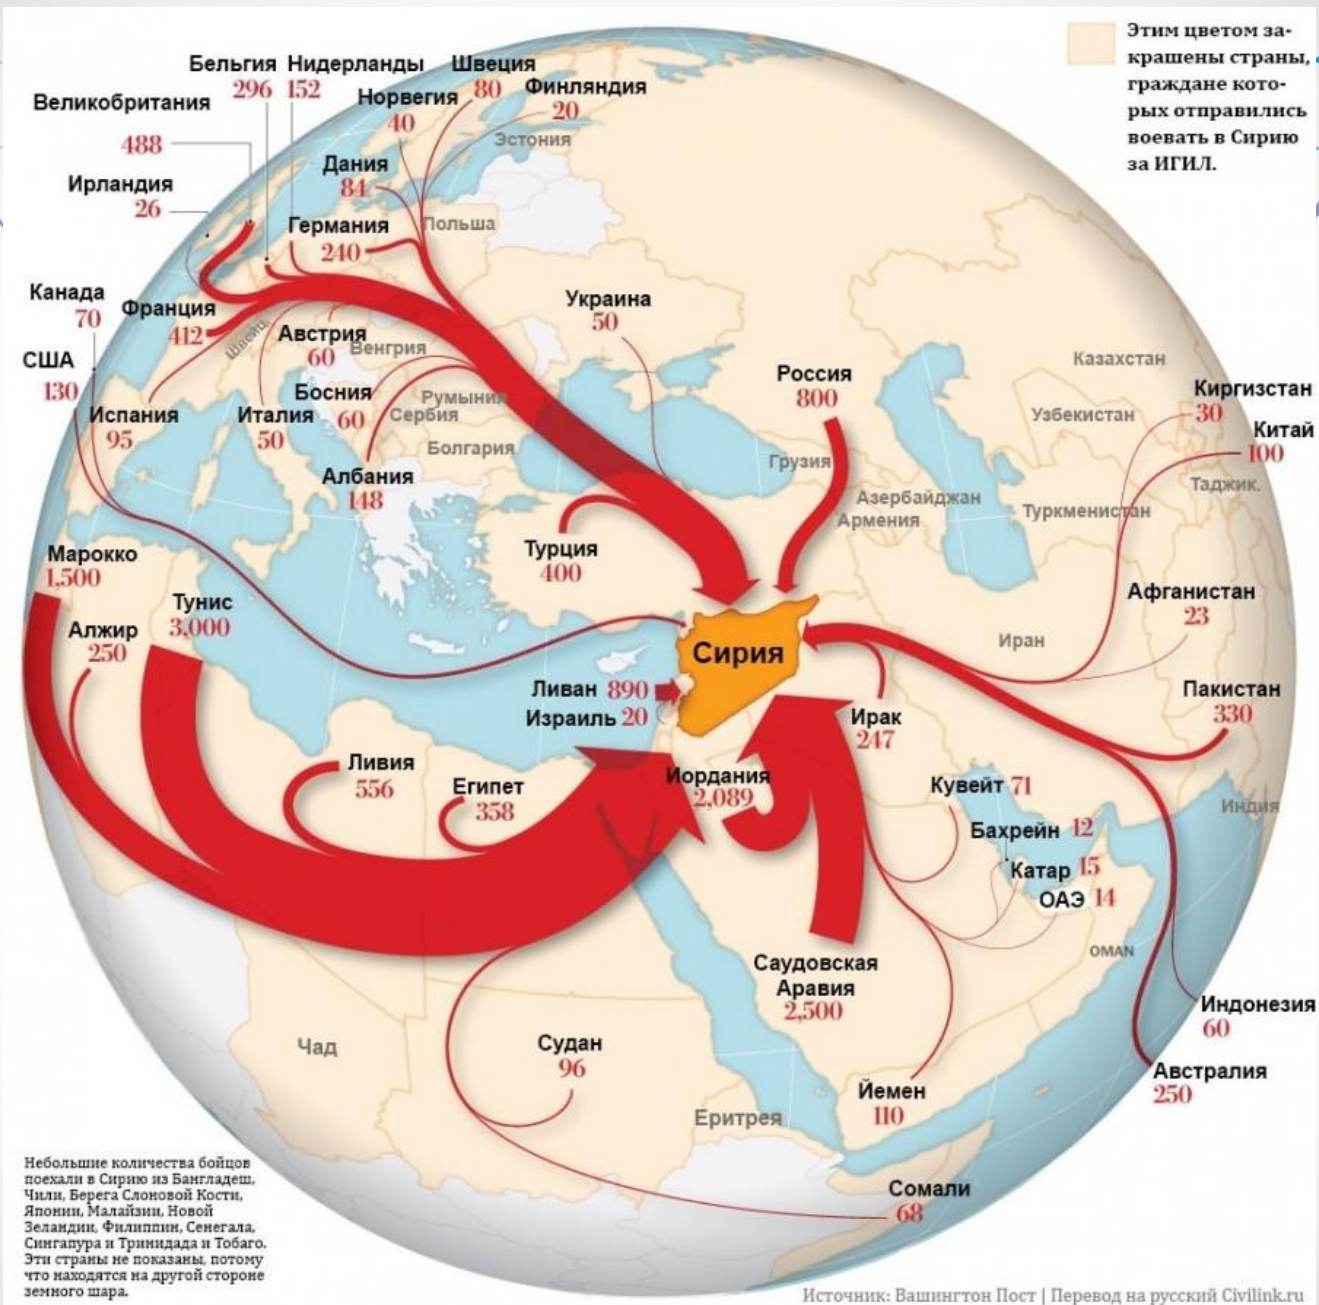 Этим цветом за-
крашены страны,
граждане кото-
рых отправились
воевать в Сирию
за ИГИЛ.
Бельгия
296
Нидерланды
152
Швеция
80
Норвегия
40
Финляндия
20
Великобритания
488
Эстония
Ирландия
26
Дания
84
Германия
240
Польша
Канада
70
Франция
412
Швейц.
Австрия
60
Венгрия
Украина
50
США
130
Испания
95
Италия
50
Босния
60
Румыния
Сербия
Болгария
Албания
148
Россия
800
Казахстан
Киргизстан
30
Узбекистан
Китай
100
Грузия
Таджик.
Азербайджан
Армения
Туркменистан
Турция
400
Марокко
1,500
Тунис
3,000
Алжир
250
Афганистан
23
Иран
Сирия
Ливан 890
Израиль 20
Пакистан
330
Ирак
247
Ливия
556
Египет
358
Иордания
2,089
Кувейт 71
Индия
Бахрейн 12
Катар 15
ОАЭ 14
OMAN
Саудовская
Аравия
2,500
Индонезия
60
Чад
Судан
96
Австралия
250
Йемен
110
Еритрея
Сомали
68
Небольшие количества бойцов
поехали в Сирию из Бангладеш,
Чили, Берега Слоновой Кости,
Японии, Малайзии, Новой
Зеландии, Филиппин, Сенегала,
Сингапура и Тринидада и Тобаго.
Эти страны не показаны, потому
что находятся на другой стороне
земного шара.
Источник: Вашингтон Пост | Перевод на русский Civilink.ru